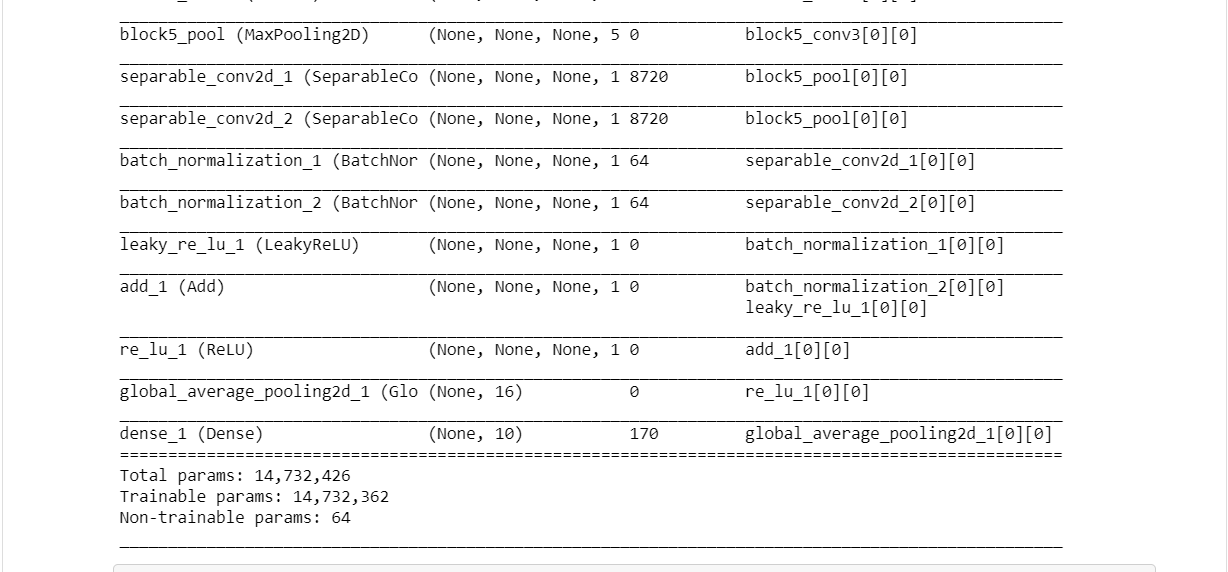 block5_pool (MaxPooling2D) (None, None, None, 5 0 block5_conv3[0][0]
separable_conv2d_1 (SeparableCo (None, None, None, 1 8720 block5_pool[0][0]
separable_conv2d_2 (SeparableCo (None, None, None, 1 8720 block5_pool[0][0]
batch_normalization_1 (BatchNor (None, None, None, 1 64 separable_conv2d_1[0][0]
batch_normalization_2 (BatchNor (None, None, None, 1 64 separable_conv2d_2[0][0]
leaky_re_lu_1 (LeakyReLU) (None, None, None, 1 0 batch_normalization_1[0][0]
add_1 (Add) (None, None, None, 1 0 batch_normalization_2[0][0]
leaky_re_lu_1[0][0]
re_lu_1 (ReLU) (None, None, None, 1 0 add_1[0][0]
global_average_pooling2d_1 (Glo (None, 16) 0 re_lu_1[0][0]
dense_1 (Dense) (None, 10) 170 global_average_pooling2d_1[0][0]
Total params: 14,732,426
Trainable params: 14,732,362
Non-trainable params: 64